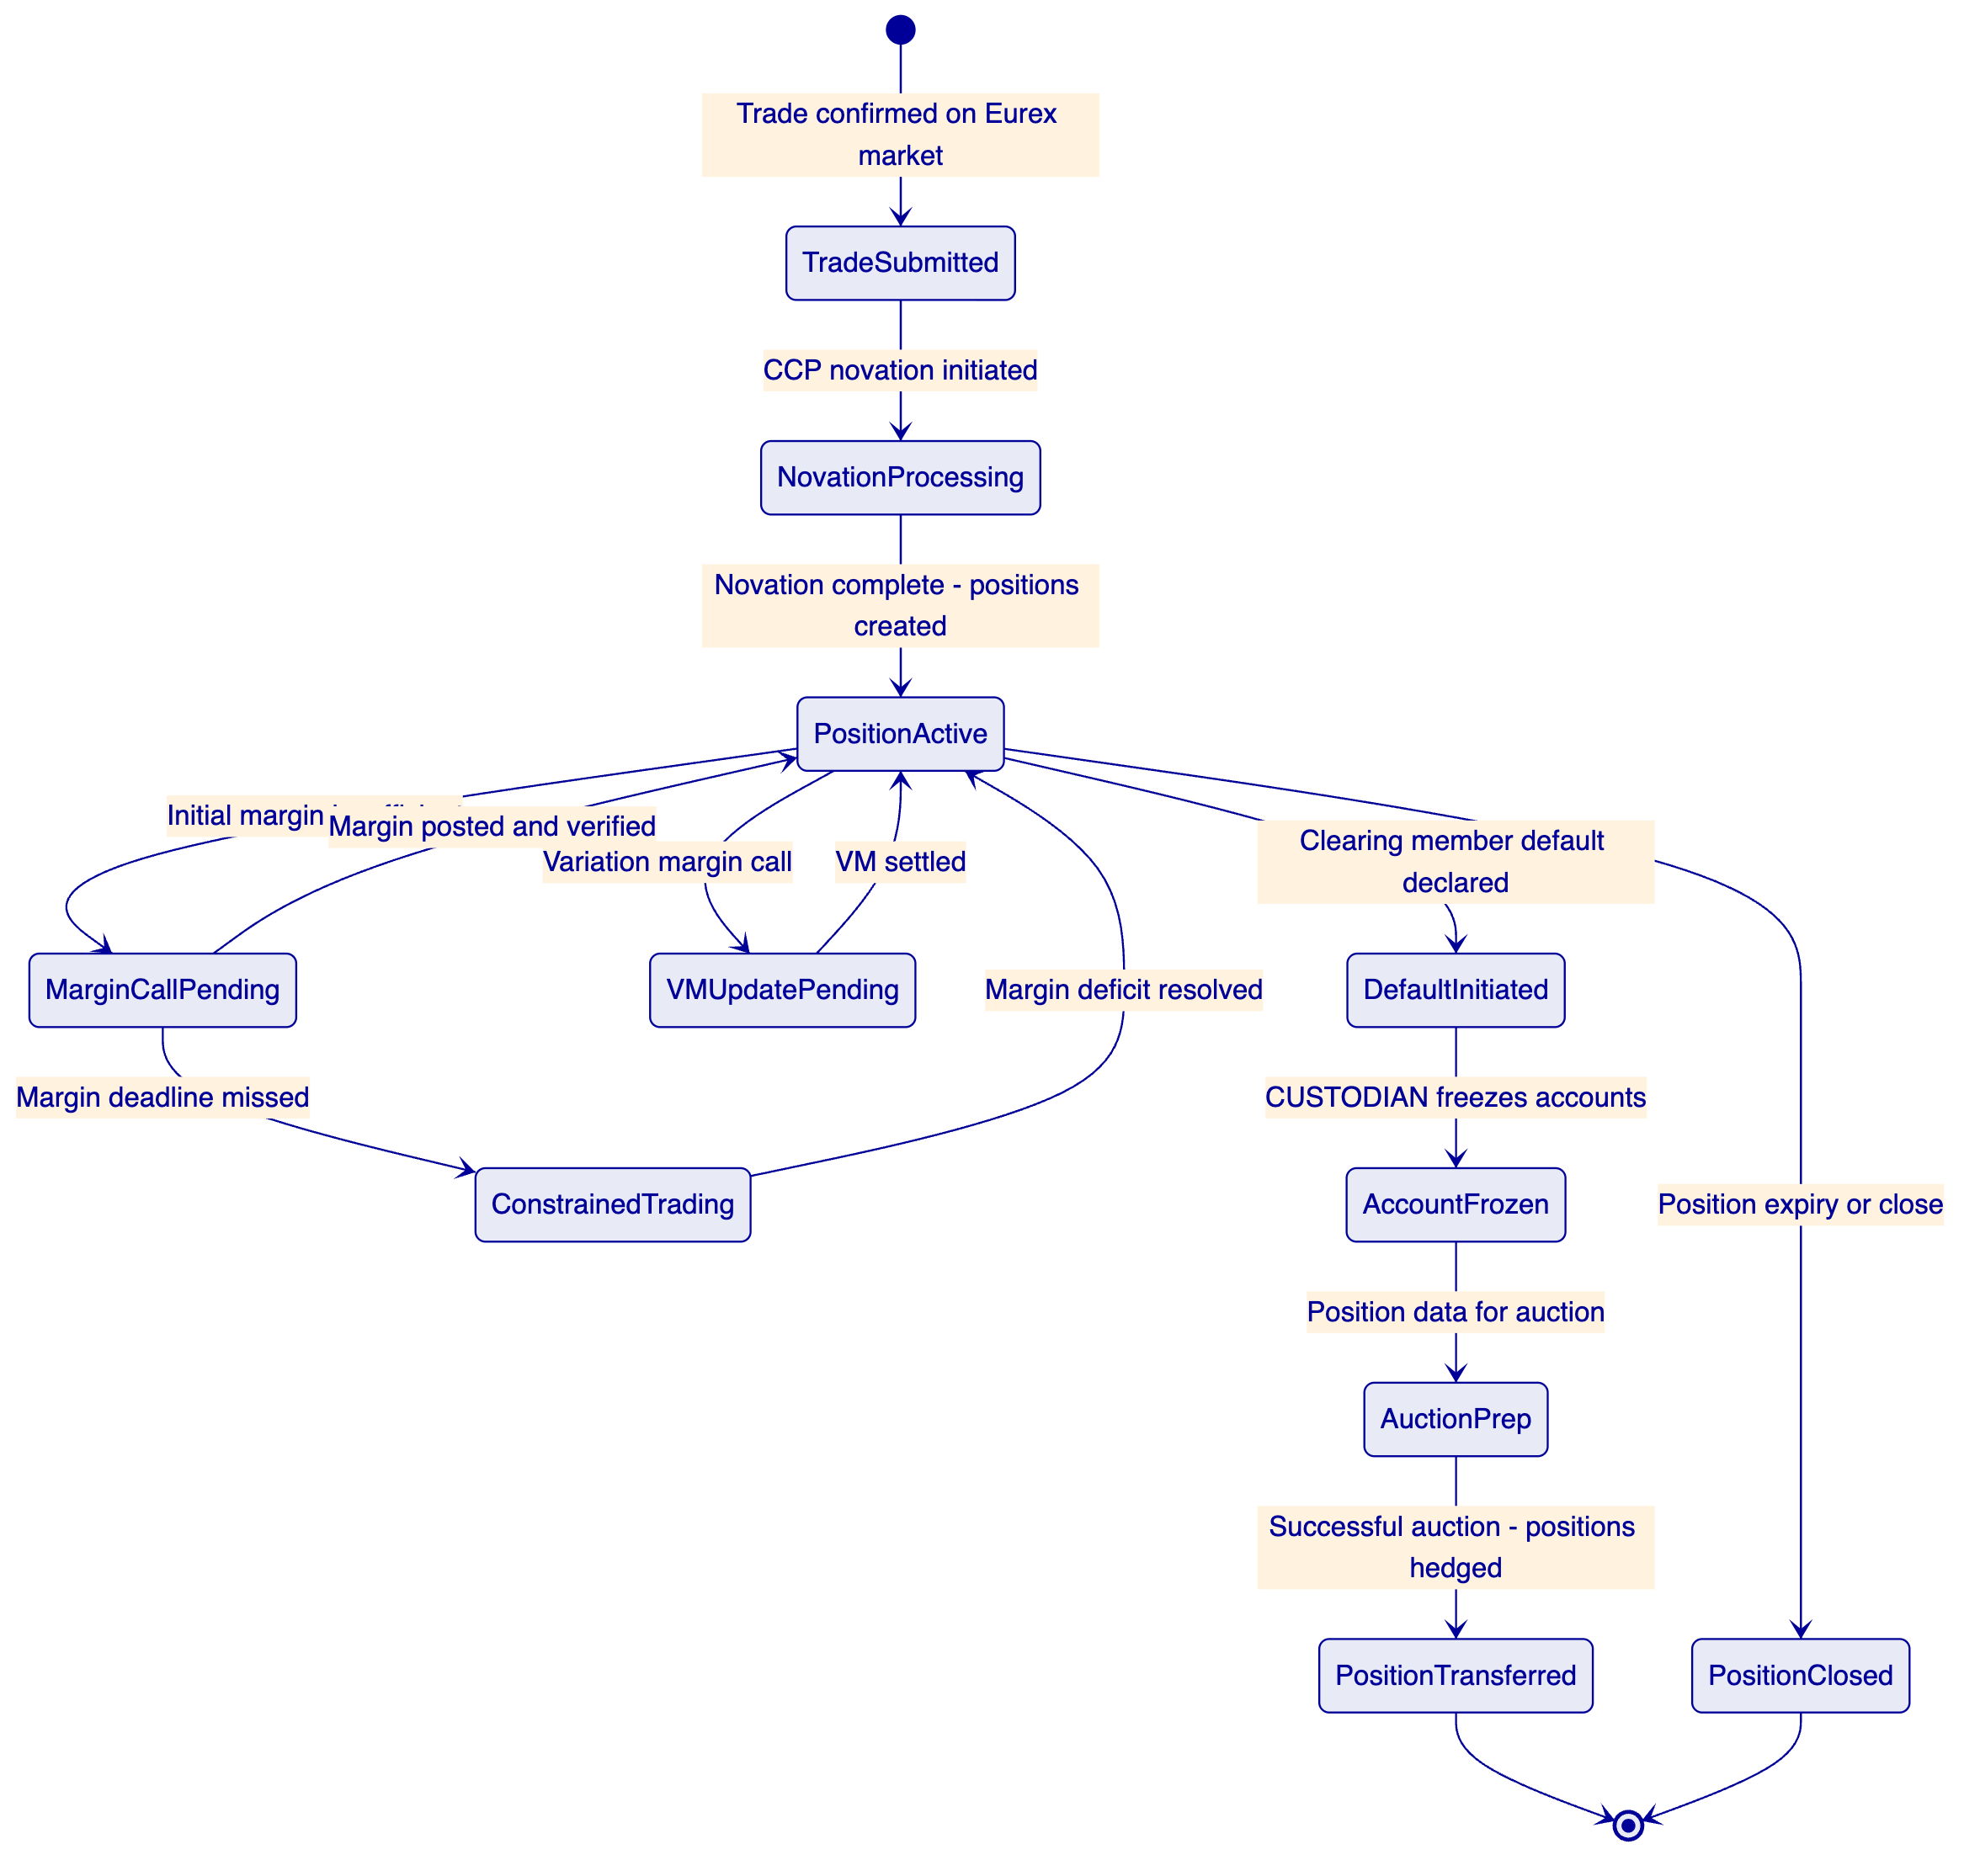 Trade confirmed on Eurex
market
TradeSubmitted
CCP novation initiated
NovationProcessing
Novation complete - positions
created
PositionActive
Initial margin
Margin posted and verified
Variation margin call
VM settled
Clearing member default
declared
MarginCallPending
VMUpdatePending
Margin deficit resolved
DefaultInitiated
Margin deadline missed
CUSTODIAN freezes accounts
ConstrainedTrading
AccountFrozen
Position expiry or close
Position data for auction
AuctionPrep
Successful auction - positions
hedged
PositionTransferred
PositionClosed